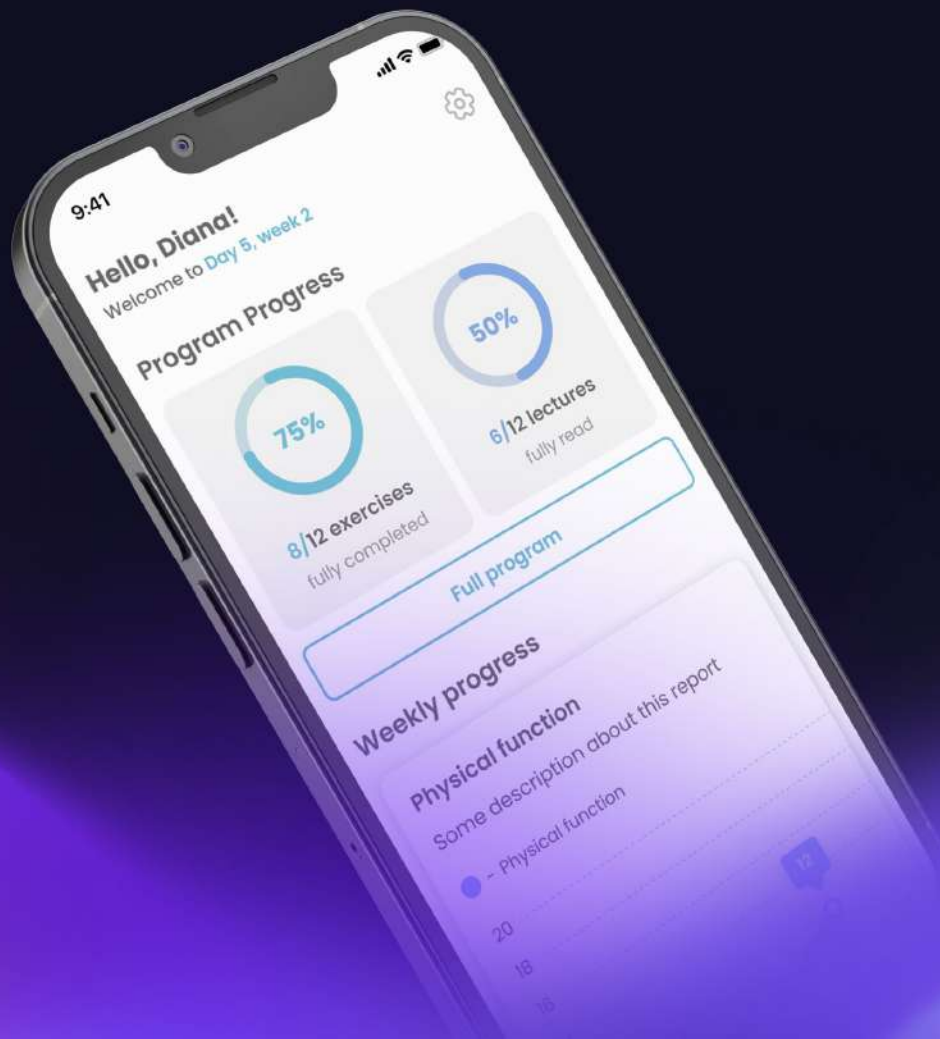 9:41
Hello, Diana!
Welcome to Day 5, week 2
Program Progress
75%
8/12 exercises
fully completed
50%
6/12 lectures
fully read
Full program
Weekly progress
Physical function
Some description about this report
- Physical function
20
18
16
12